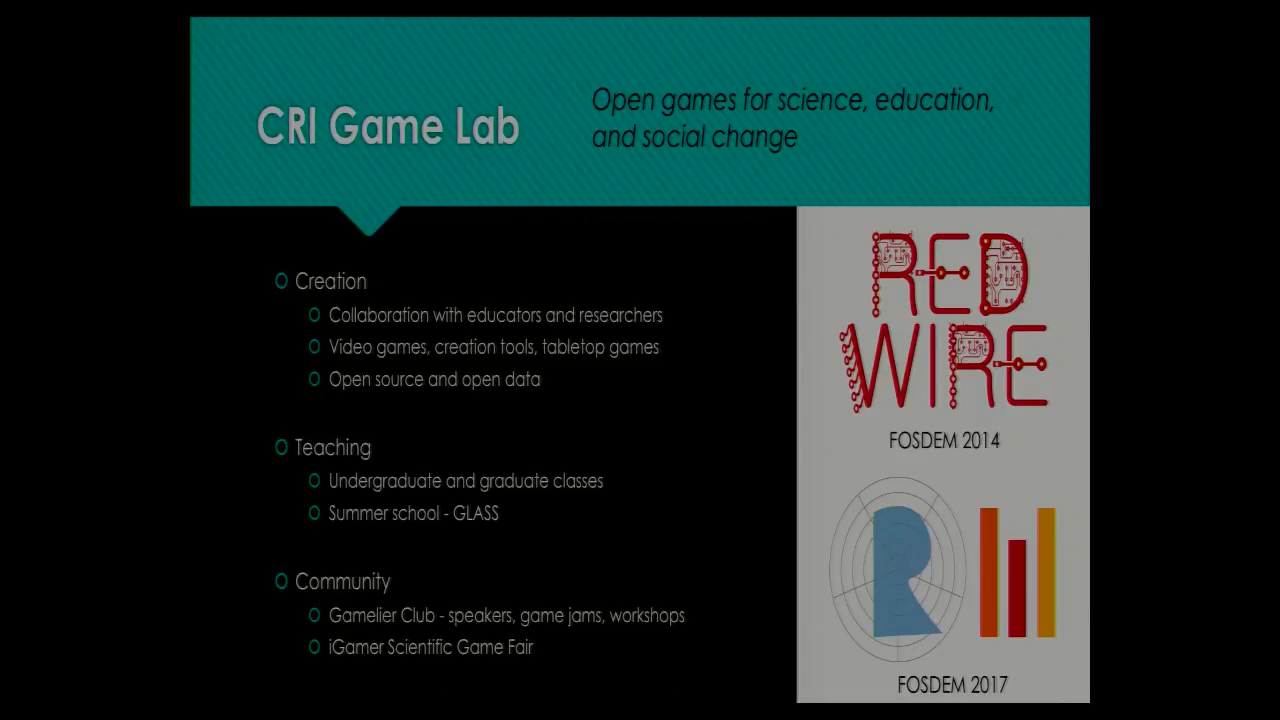 CRI Game Lab
Open games for science, education,
and social change
Creation
Collaboration with educators and researchers
Video games, creation tools, tabletop games
Open source and open data
Teaching
Undergraduate and graduate classes
Summer school - GLASS
Community
Gamelier Club - speakers, game jams, workshops
iGamer Scientific Game Fair
RED
WIRE
FOSDEM 2014
R
FOSDEM 2017